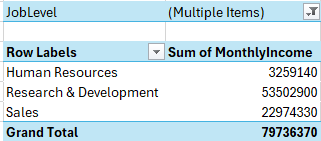 JobLevel (Multiple Items)
Row Labels Sum of MonthlyIncome
Human Resources 3259140
Research & Development 53502900
Sales 22974330
Grand Total 79736370